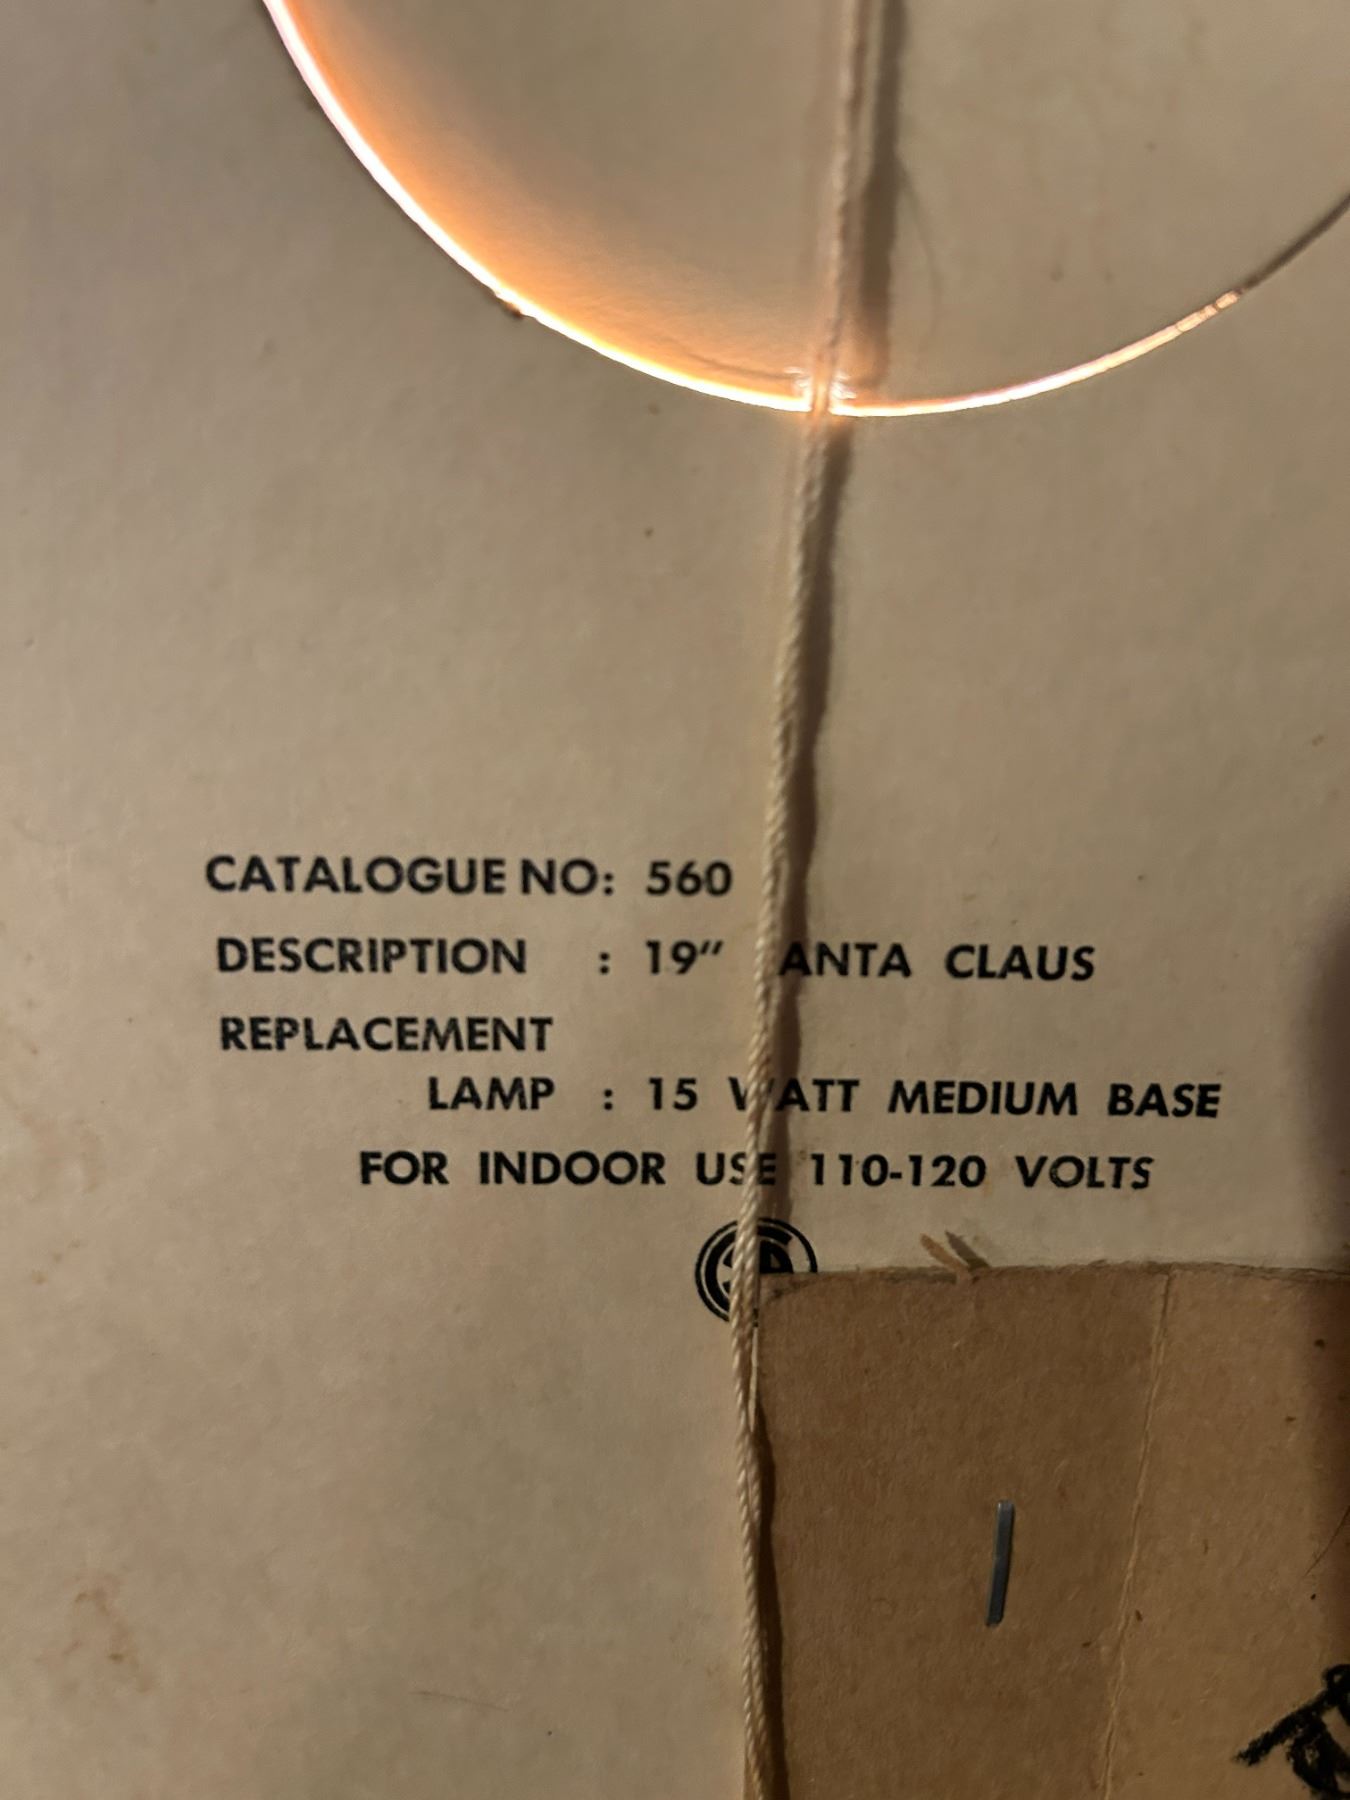 CATALOGUE NO: 560
DESCRIPTION : 19" ANTA CLAUS
REPLACEMENT
LAMP : 15 WATT MEDIUM BASE
FOR INDOOR USE 110-120 VOLTS